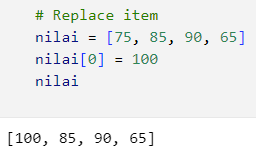 # Replace item
nilai = [75, 85, 90, 65]
nilai[0] = 100
nilai
[100, 85, 90, 65]